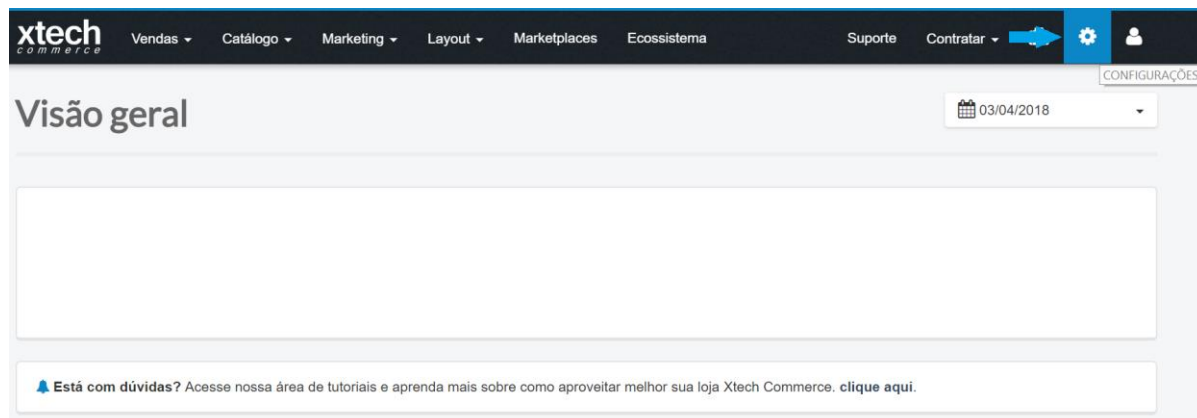 xtech
commerce
Vendas Catálogo Marketing Layout Marketplaces Ecossistema Suporte Contratar
CONFIGURAÇÕES
Visão geral
03/04/2018
Está com dúvidas? Acesse nossa área de tutoriais e aprenda mais sobre como aproveitar melhor sua loja Xtech Commerce. clique aqui.